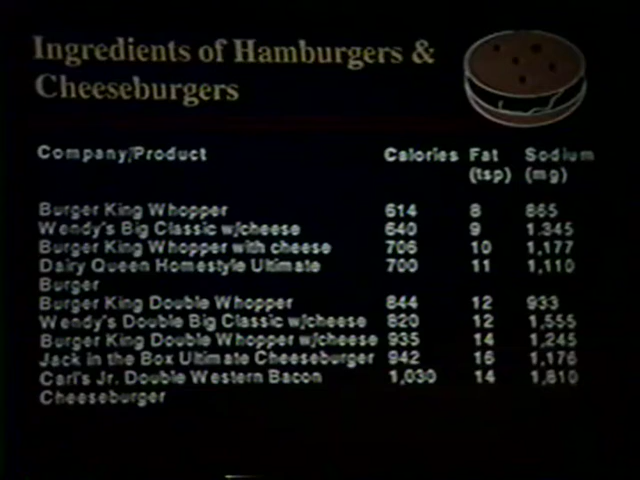 Ingredients of Hamburgers &
Cheeseburgers
Company/Product Calories Fat Sodium
(tsp) (mg)
Burger King Whopper 614 8 865
Wendy's Big Classic w/cheese 640 9 1,345
Burger King Whopper with cheese 706 10 1,177
Dairy Queen Homestyle Ultimate 700 11 1,110
Burger
Burger King Double Whopper 844 12 933
Wendy's Double Big Classic w/cheese 820 12 1,555
Burger King Double Whopper w/cheese 935 14 1,245
Jack in the Box Ultimate Cheeseburger 942 16 1,176
Carl's Jr. Double Western Bacon 1,030 14 1,810
Cheeseburger